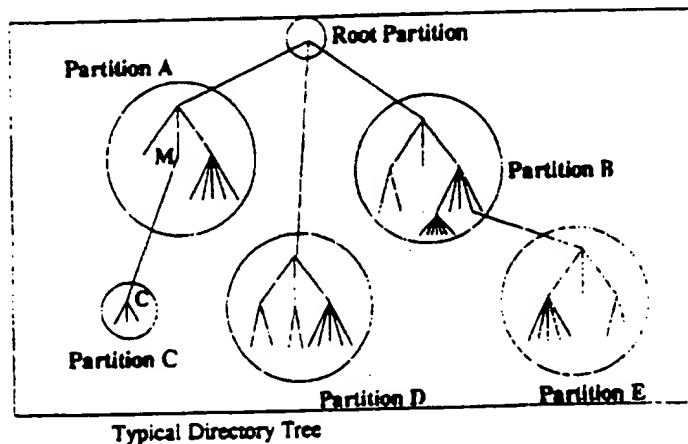 Root Partition
Partition A
M
Partition B
C
Partition C
Partition D
Partition E
Typical Directory Tree